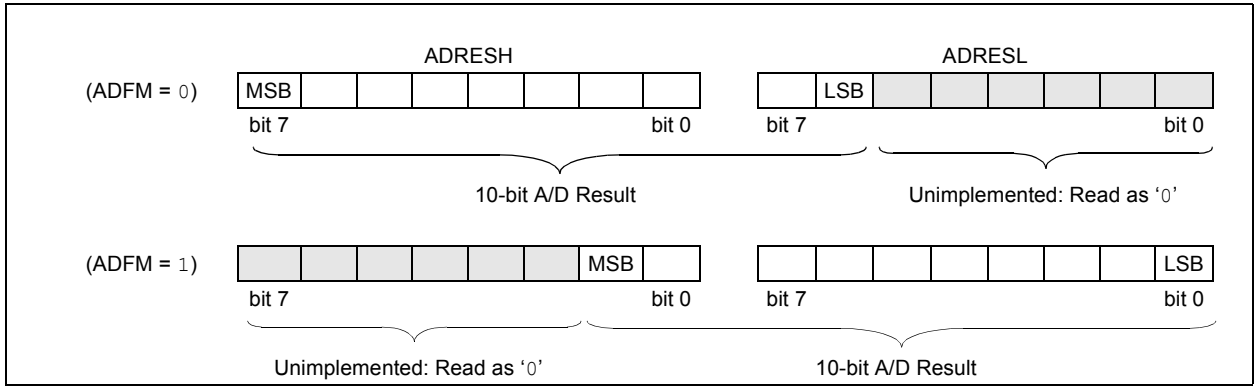 ADRESH ADRESL
(ADFM = 0) MSB LSB
bit 7 bit 0 bit 7 bit 0
10-bit A/D Result Unimplemented: Read as ‘0’
(ADFM = 1) MSB LSB
bit 7 bit 0 bit 7 bit 0
Unimplemented: Read as ‘0’ 10-bit A/D Result